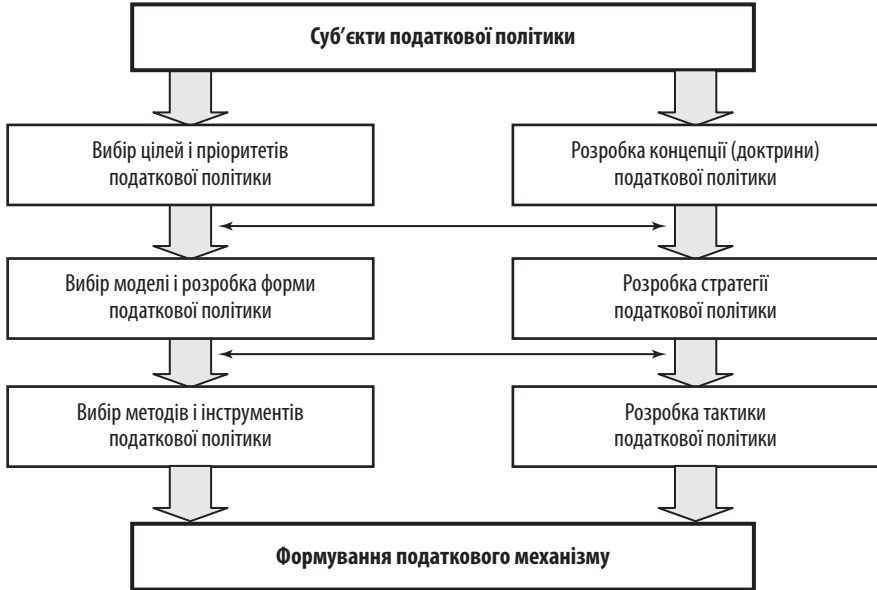 Суб’єкти податкової політики
Вибір цілей і пріоритетів
податкової політики
Розробка концепції (доктрини)
податкової політики
Вибір моделі і розробка форми
податкової політики
Розробка стратегії
податкової політики
Вибір методів і інструментів
податкової політики
Розробка тактики
податкової політики
Формування податкового механізму